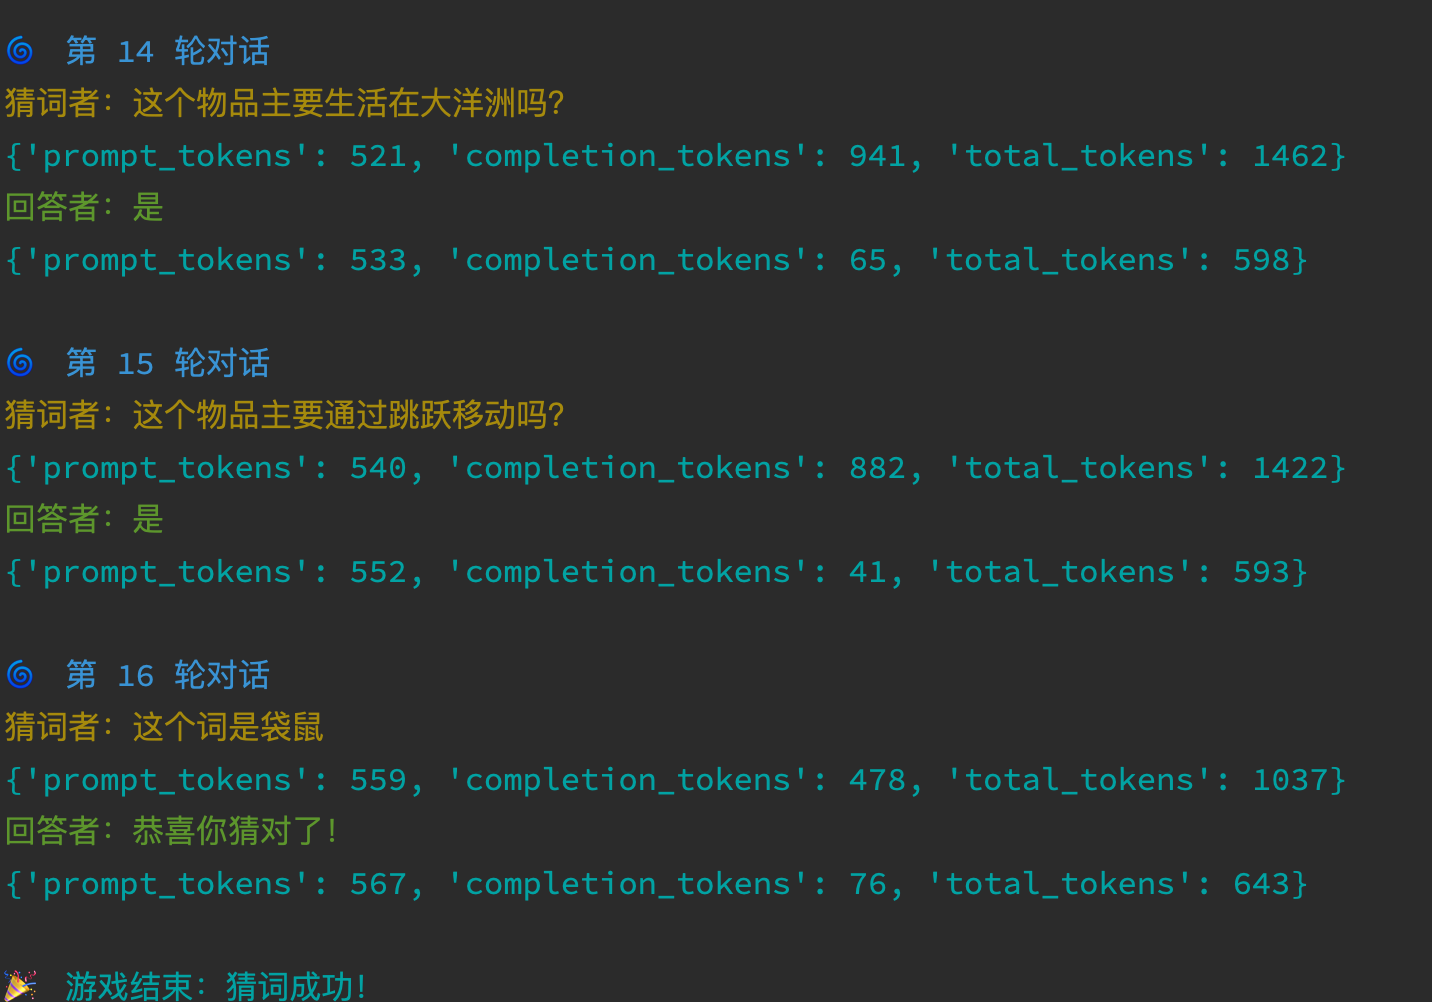 🌀 第 14 轮对话
猜词者：这个物品主要生活在大洋洲吗？
{'prompt_tokens': 521, 'completion_tokens': 941, 'total_tokens': 1462}
回答者：是
{'prompt_tokens': 533, 'completion_tokens': 65, 'total_tokens': 598}
🌀 第 15 轮对话
猜词者：这个物品主要通过跳跃移动吗？
{'prompt_tokens': 540, 'completion_tokens': 882, 'total_tokens': 1422}
回答者：是
{'prompt_tokens': 552, 'completion_tokens': 41, 'total_tokens': 593}
🌀 第 16 轮对话
猜词者：这个词是袋鼠
{'prompt_tokens': 559, 'completion_tokens': 478, 'total_tokens': 1037}
回答者：恭喜你猜对了！
{'prompt_tokens': 567, 'completion_tokens': 76, 'total_tokens': 643}
🎉 游戏结束：猜词成功！